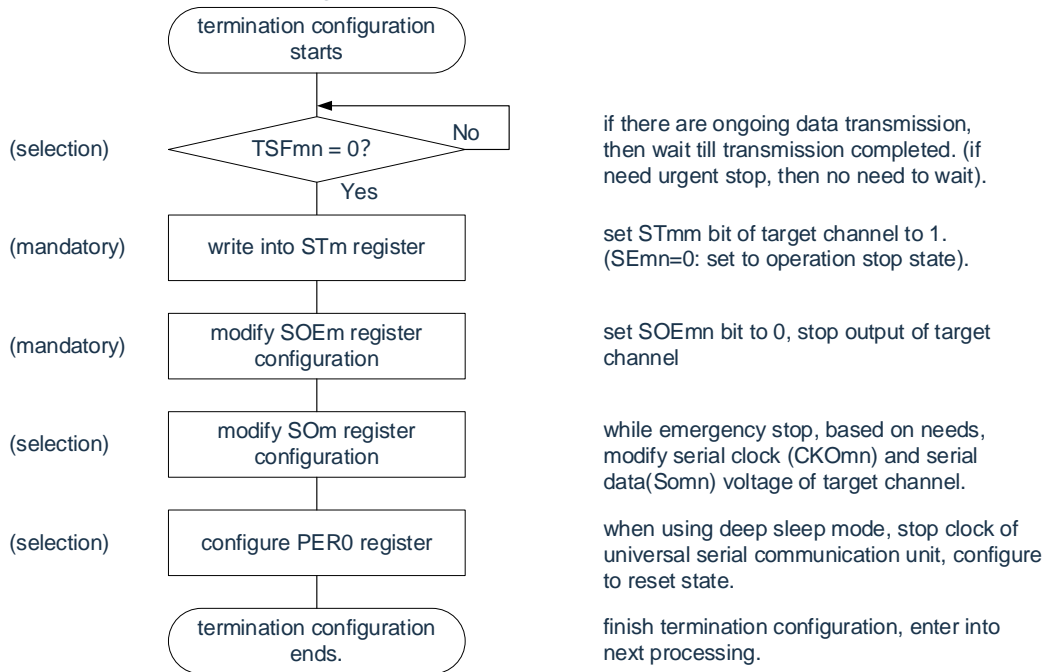 termination configuration
starts
(selection)
TSFmn = 0?
No
Yes
if there are ongoing data transmission,
then wait till transmission completed. (if
need urgent stop, then no need to wait).
(mandatory)
write into STm register
set STmm bit of target channel to 1.
(SEmn=0: set to operation stop state).
(mandatory)
modify SOEm register
configuration
set SOEmn bit to 0, stop output of target
channel
(selection)
modify SOm register
configuration
while emergency stop, based on needs,
modify serial clock (CKOmn) and serial
data(Somn) voltage of target channel.
(selection)
configure PER0 register
when using deep sleep mode, stop clock of
universal serial communication unit, configure
to reset state.
termination configuration
ends.
finish termination configuration, enter into
next processing.